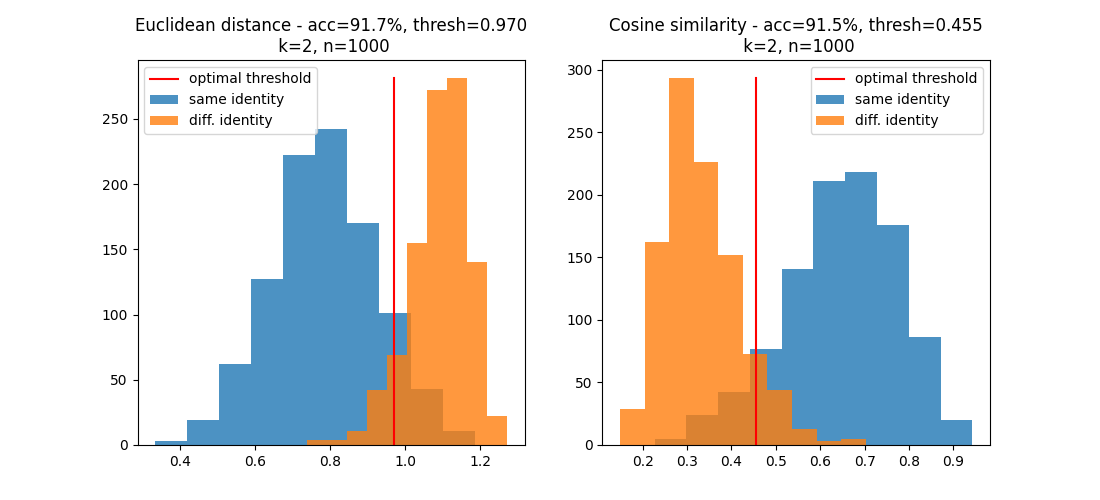 Euclidean distance - acc=91.7%, thresh=0.970
k=2, n=1000
optimal threshold
same identity
diff. identity
250
200
150
100
50
0
0.4 0.6 0.8 1.0 1.2
Cosine similarity - acc=91.5%, thresh=0.455
k=2, n=1000
optimal threshold
same identity
diff. identity
300
250
200
150
100
50
0
0.2 0.3 0.4 0.5 0.6 0.7 0.8 0.9